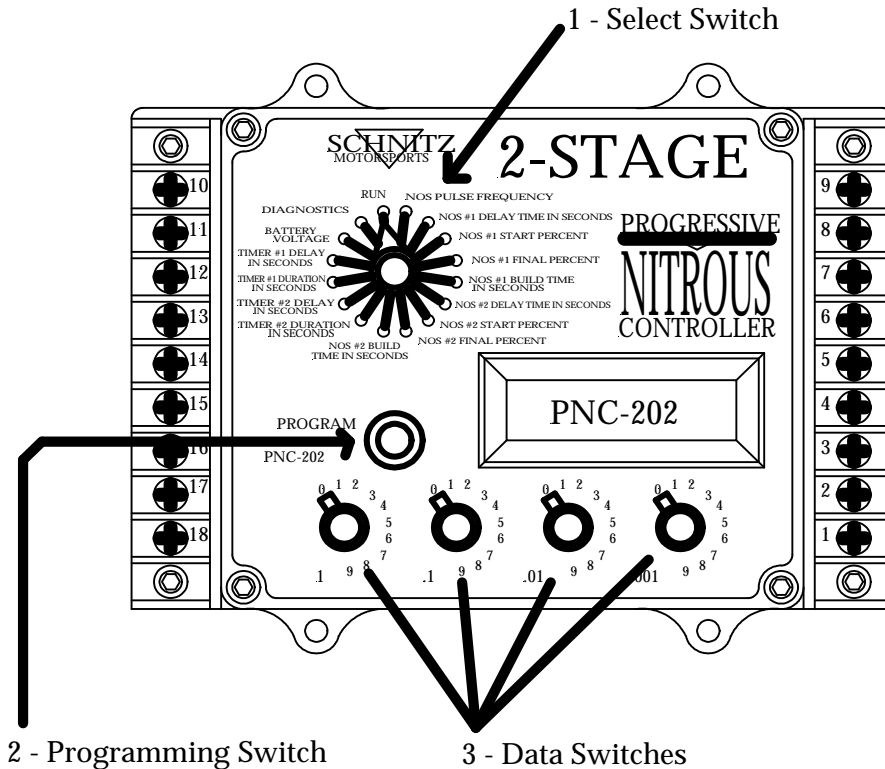 1 - Select Switch
SCHNITZ
MOTORSPORTS
2-STAGE
PROGRESSIVE
NITROUS
CONTROLLER
RUN
NOS PULSE FREQUENCY
NOS #1 DELAY TIME IN SECONDS
NOS #1 START PERCENT
NOS #1 FINAL PERCENT
NOS #1 BUILD TIME
IN SECONDS
NOS #2 DELAY TIME IN SECONDS
NOS #2 START PERCENT
NOS #2 FINAL PERCENT
NOS #2 BUILD
TIME IN SECONDS
TIMER #2 DURATION
IN SECONDS
TIMER #2 DELAY
IN SECONDS
TIMER #1 DURATION
IN SECONDS
TIMER #1 DELAY
IN SECONDS
BATTERY
VOLTAGE
DIAGNOSTICS
10
11
12
13
14
15
16
17
18
9
8
7
6
5
4
3
2
1
PROGRAM
PNC-202
PNC-202
0 1 2 3 4 5 6 7 8 9
.1
0 1 2 3 4 5 6 7 8 9
.1
0 1 2 3 4 5 6 7 8 9
.01
0 1 2 3 4 5 6 7 8 9
001
2 - Programming Switch
3 - Data Switches